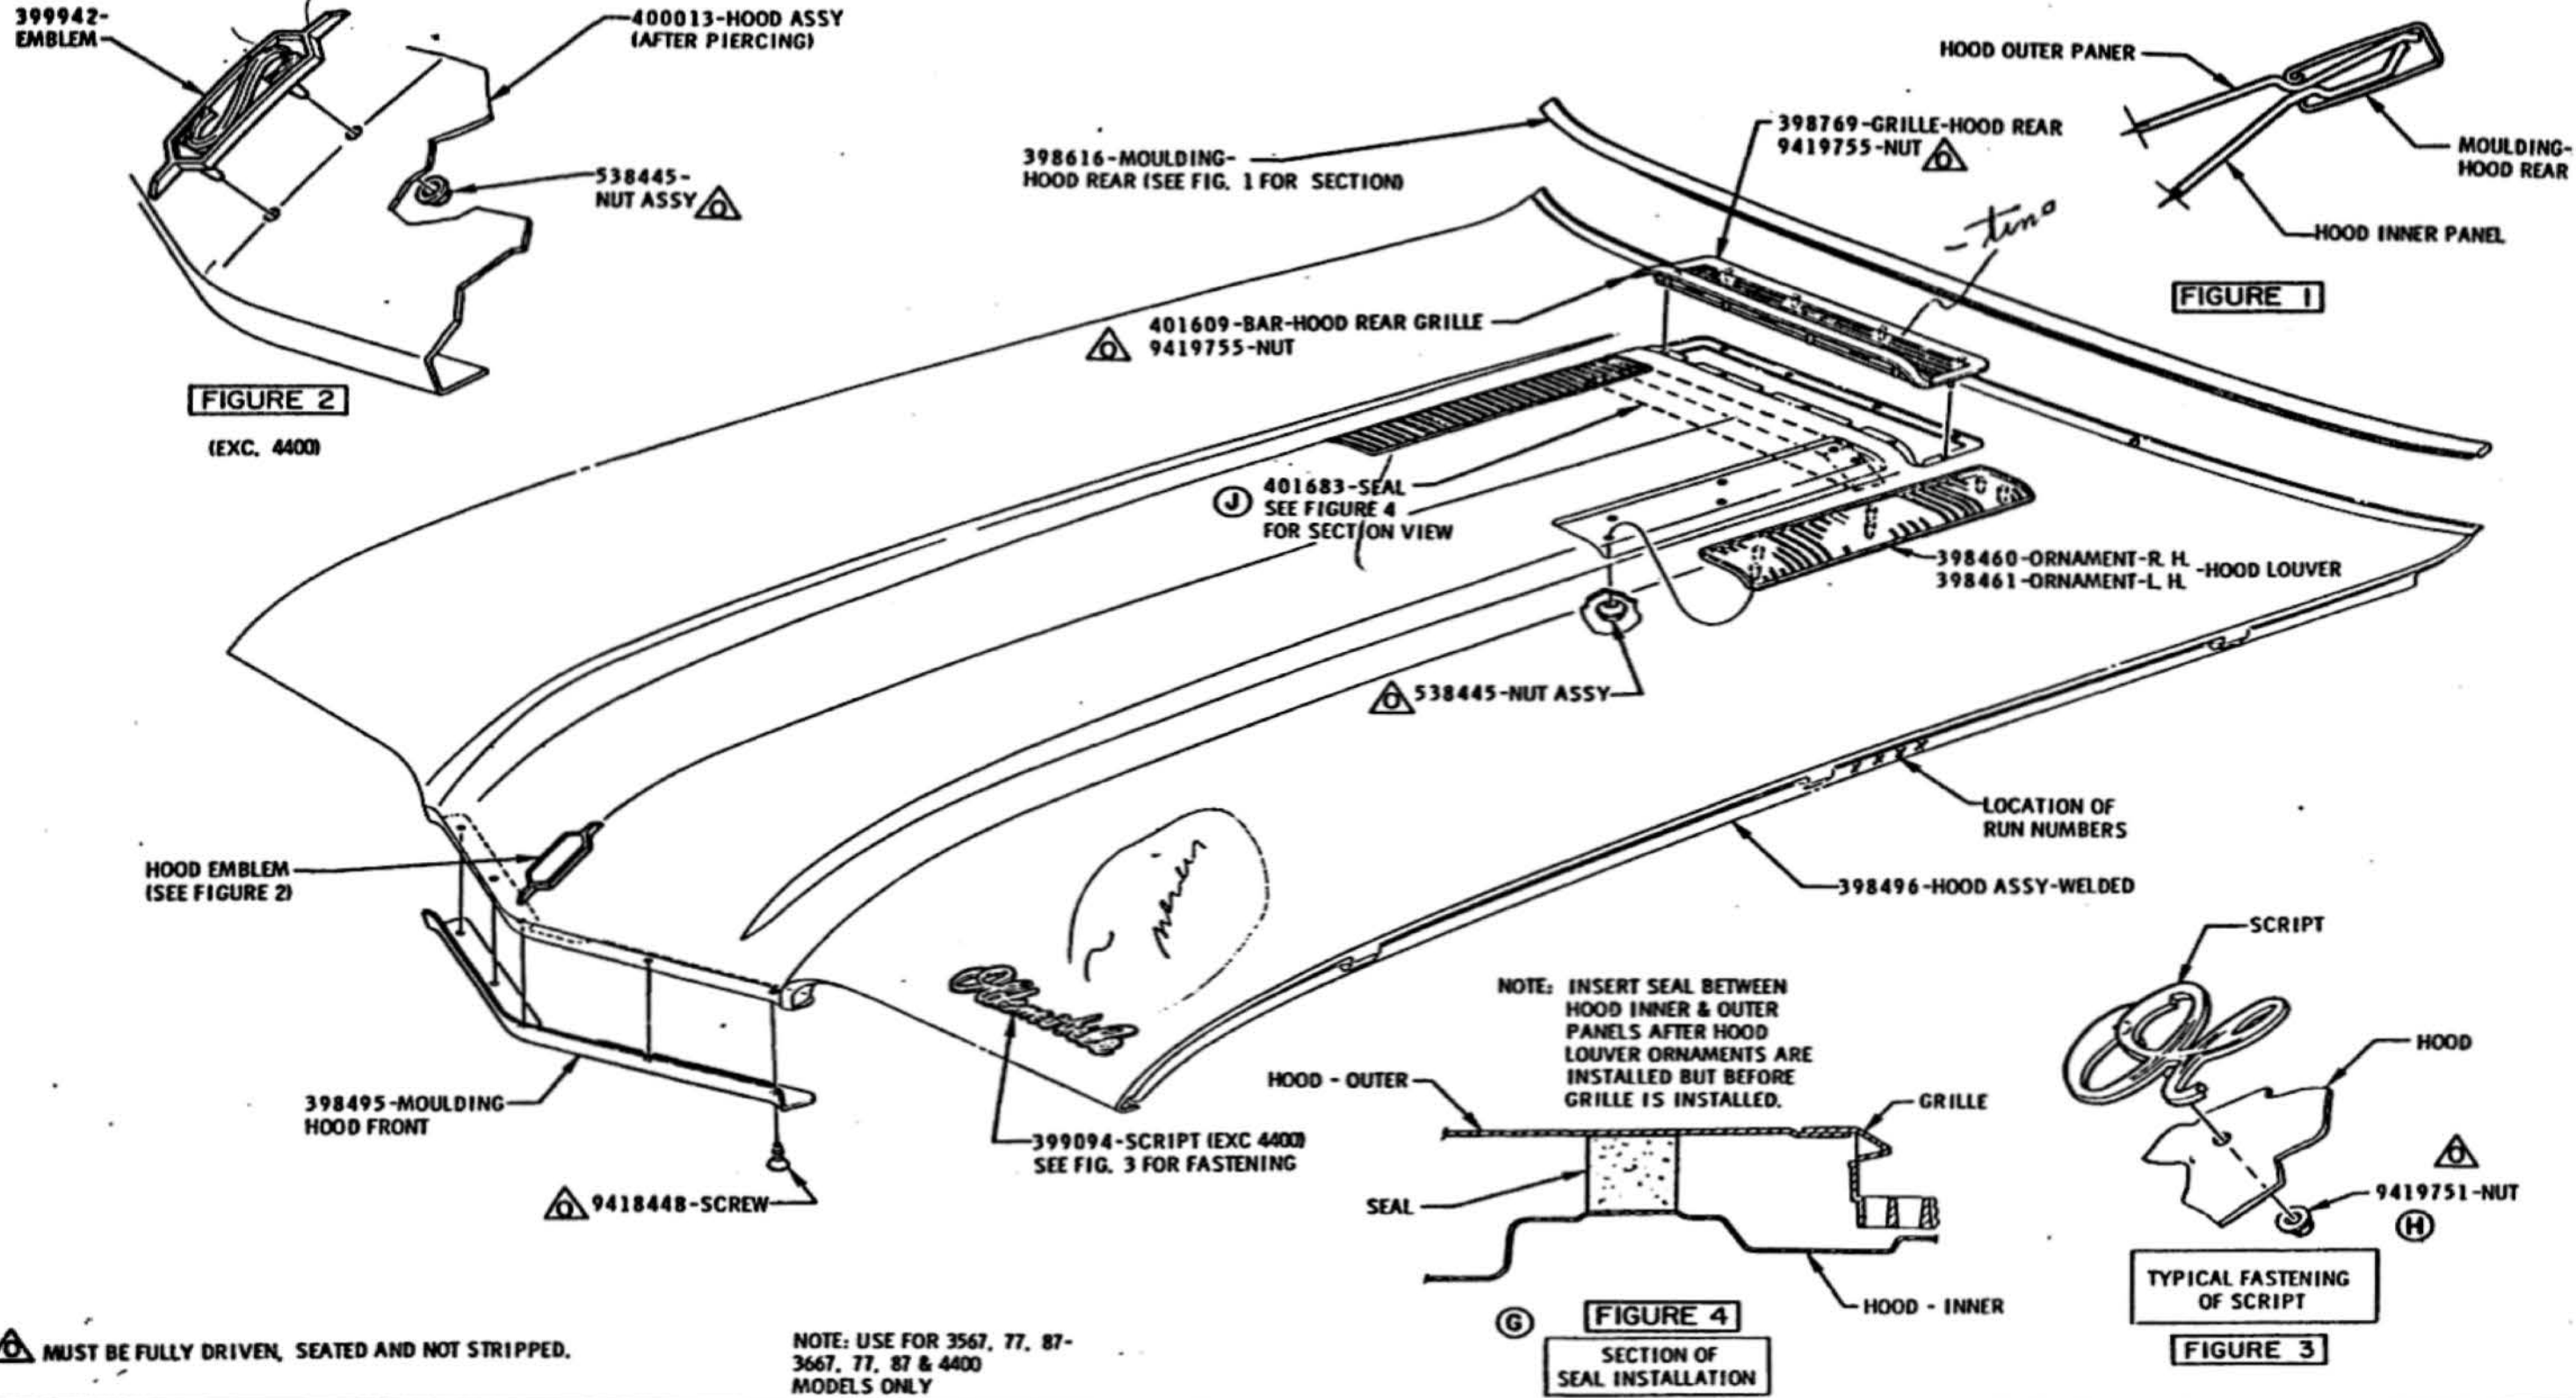 399942-
EMBLEM
400013-HOOD ASSY
(AFTER PIERCING)
538445-
NUT ASSY O
FIGURE 2
(EXC. 4400)
398616-MOULDING-
HOOD REAR (SEE FIG. 1 FOR SECTION)
398769-GRILLE-HOOD REAR
9419755-NUT O
HOOD OUTER PANER
MOULDING-
HOOD REAR
HOOD INNER PANEL
FIGURE 1
401609-BAR-HOOD REAR GRILLE
O 9419755-NUT
J 401683-SEAL
SEE FIGURE 4
FOR SECTION VIEW
398460-ORNAMENT-R. H.
398461-ORNAMENT-L. H.
-HOOD LOUVER
O 538445-NUT ASSY
LOCATION OF
RUN NUMBERS
398496-HOOD ASSY-WELDED
HOOD EMBLEM
(SEE FIGURE 2)
398495-MOULDING
HOOD FRONT
O 9418448-SCREW
Oldsmobile
399094-SCRIPT (EXC 4400)
SEE FIG. 3 FOR FASTENING
NOTE: INSERT SEAL BETWEEN
HOOD INNER & OUTER
PANELS AFTER HOOD
LOUVER ORNAMENTS ARE
INSTALLED BUT BEFORE
GRILLE IS INSTALLED.
HOOD - OUTER
GRILLE
SEAL
HOOD - INNER
G
FIGURE 4
SECTION OF
SEAL INSTALLATION
SCRIPT
HOOD
O
9419751-NUT
H
TYPICAL FASTENING
OF SCRIPT
FIGURE 3
O MUST BE FULLY DRIVEN, SEATED AND NOT STRIPPED.
NOTE: USE FOR 3567, 77, 87-
3667, 77, 87 & 4400
MODELS ONLY